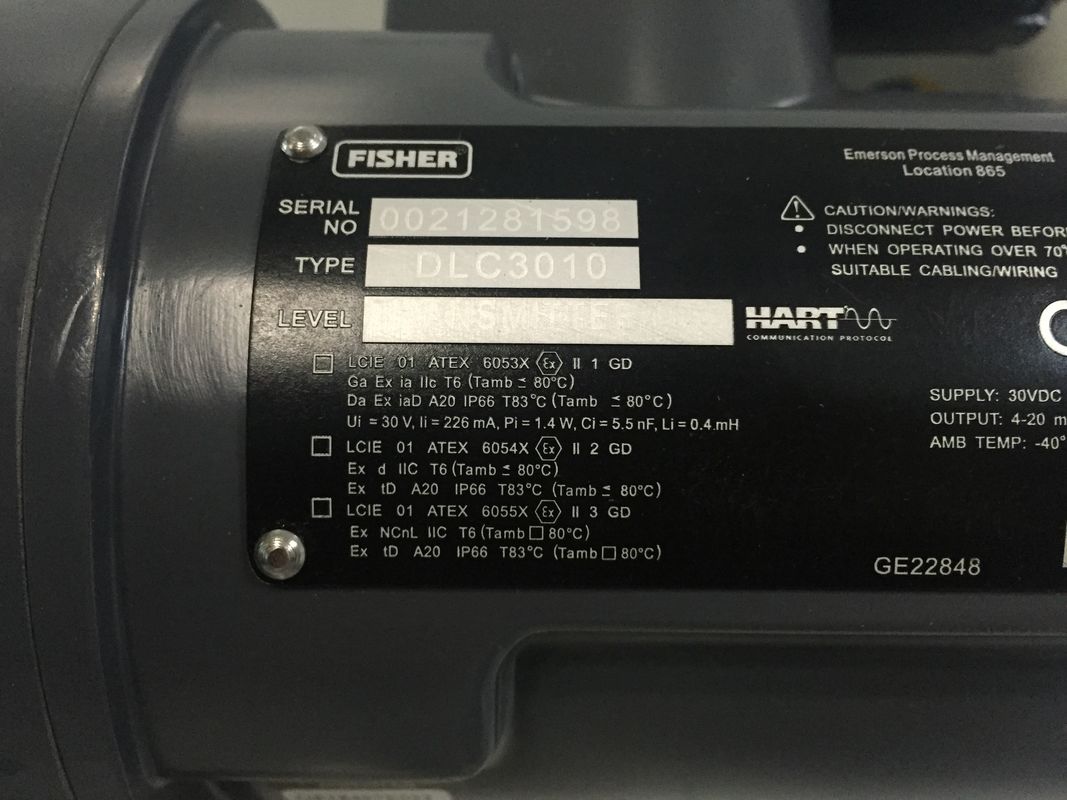 FISHER
SERIAL NO 0021281598
TYPE DLC3010
LEVEL
HART
COMMUNICATION PROTOCOL
Emerson Process Management
Location 865
⚠ CAUTION/WARNINGS:
• DISCONNECT POWER BEFOR
• WHEN OPERATING OVER 70°
SUITABLE CABLING/WIRING
LCIE 01 ATEX 6053X Ex II 1 GD
Ga Ex ia IIc T6 (Tamb ≤ 80°C)
Da Ex iaD A20 IP66 T83°C (Tamb ≤ 80°C)
Ui = 30 V, Ii = 226 mA, Pi = 1.4 W, Ci = 5.5 nF, Li = 0.4 mH
LCIE 01 ATEX 6054X Ex II 2 GD
Ex d IIC T6 (Tamb ≤ 80°C)
Ex tD A20 IP66 T83°C (Tamb ≤ 80°C)
LCIE 01 ATEX 6055X Ex II 3 GD
Ex NCnL IIC T6 (Tamb □ 80°C)
Ex tD A20 IP66 T83°C (Tamb □ 80°C)
SUPPLY: 30VDC
OUTPUT: 4-20 m
AMB TEMP: -40°
GE22848